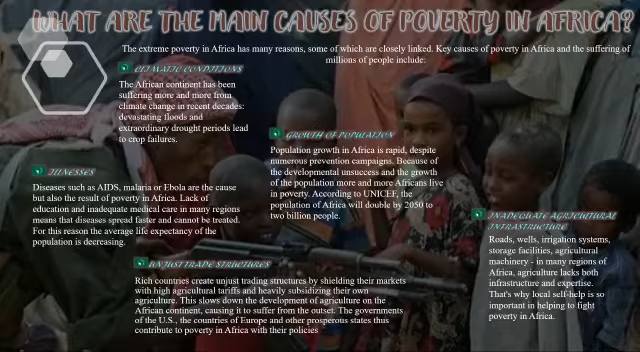 WHAT ARE THE MAIN CAUSES OF POVERTY IN AFRICA?
The extreme poverty in Africa has many reasons, some of which are closely linked. Key causes of poverty in Africa and the suffering of
millions of people include:
CLIMATIC CONDITIONS
The African continent has been
suffering more and more from
climate change in recent decades:
devastating floods and
extraordinary drought periods lead
to crop failures.
GROWTH OF POPULATION
Population growth in Africa is rapid, despite
numerous prevention campaigns. Because of
the developmental unsuccess and the growth
of the population more and more Africans live
in poverty. According to UNICEF, the
population of Africa will double by 2050 to
two billion people.
ILLNESSES
Diseases such as AIDS, malaria or Ebola are the cause
but also the result of poverty in Africa. Lack of
education and inadequate medical care in many regions
means that diseases spread faster and cannot be treated.
For this reason the average life expectancy of the
population is decreasing.
INADEQUATE AGRICULTURAL
INFRASTRUCTURE
Roads, wells, irrigation systems,
storage facilities, agricultural
machinery - in many regions of
Africa, agriculture lacks both
infrastructure and expertise.
That's why local self-help is so
important in helping to fight
poverty in Africa.
UNJUST TRADE STRUCTURES
Rich countries create unjust trading structures by shielding their markets
with high agricultural tariffs and heavily subsidizing their own
agriculture. This slows down the development of agriculture on the
African continent, causing it to suffer from the outset. The governments
of the U.S., the countries of Europe and other prosperous states thus
contribute to poverty in Africa with their policies